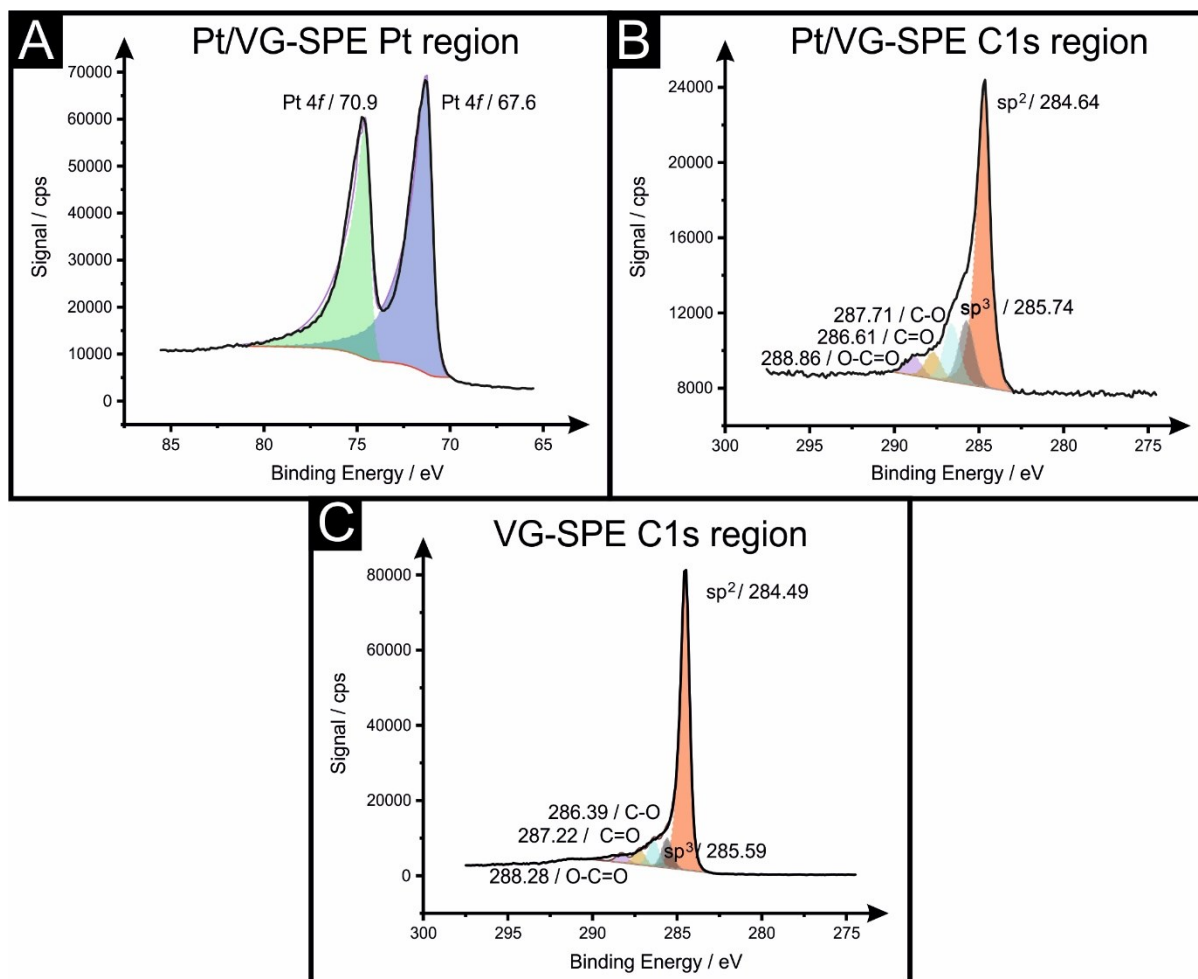 A
Pt/VG-SPE Pt region
70000
60000
50000
40000
30000
20000
10000
0
Signal / cps
Pt 4f / 70.9
Pt 4f / 67.6
85
80
75
70
65
Binding Energy / eV
B
Pt/VG-SPE C1s region
24000
20000
16000
12000
8000
Signal / cps
sp²/ 284.64
287.71 / C-O
sp³ / 285.74
286.61 / C=O
288.86 / O-C=O
300
295
290
285
280
275
Binding Energy / eV
C
VG-SPE C1s region
80000
60000
40000
20000
0
Signal / cps
sp²/ 284.49
286.39 / C-O
287.22 / C=O
sp³/ 285.59
288.28 / O-C=O
300
295
290
285
280
275
Binding Energy / eV